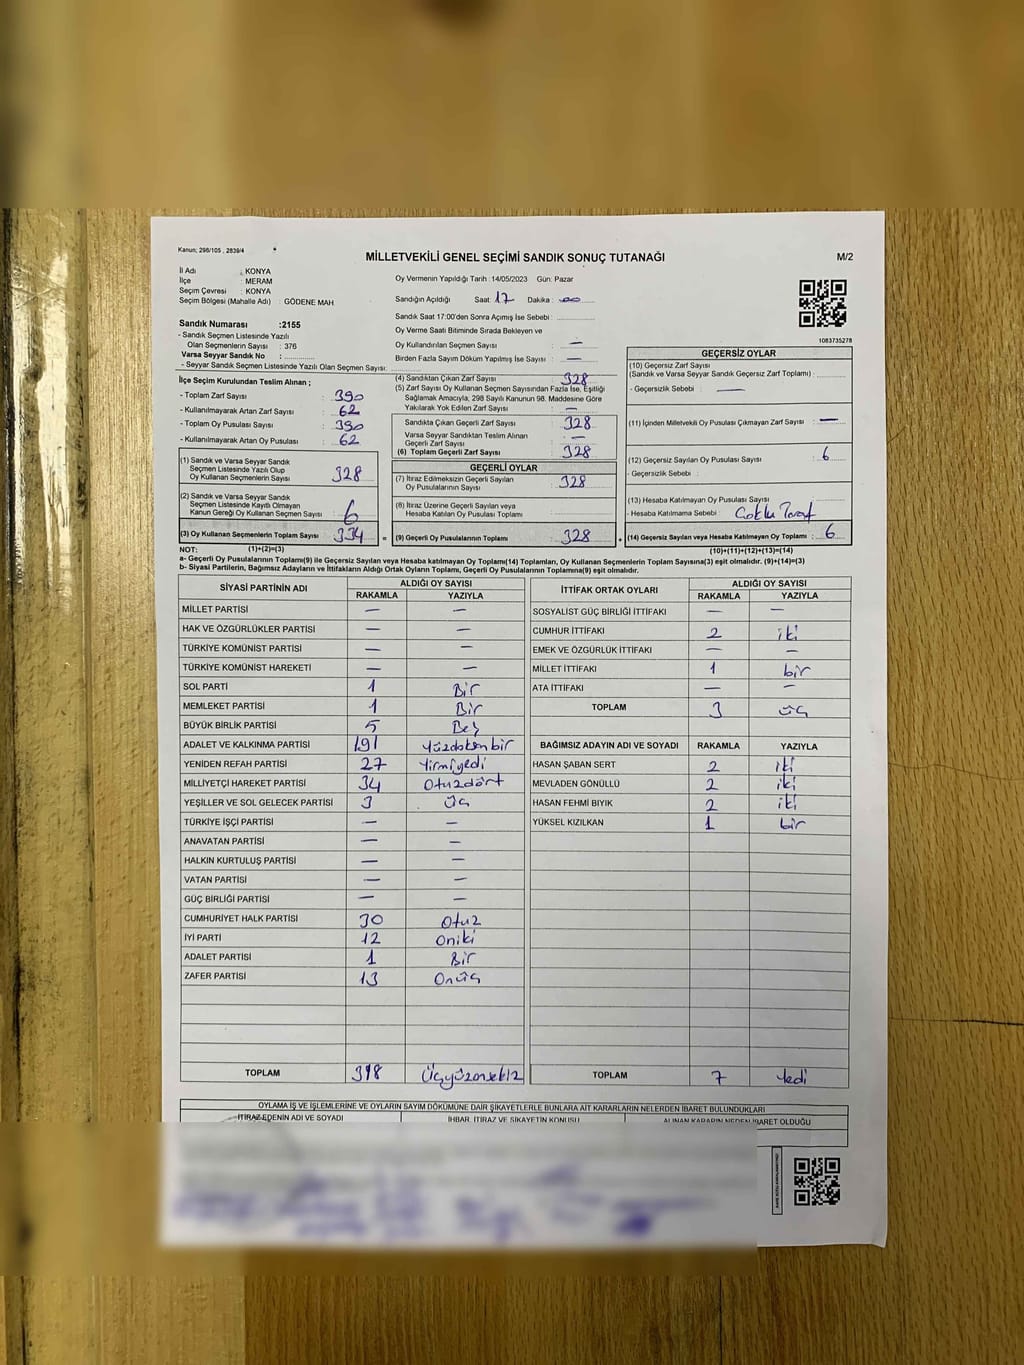 Kanun; 298/105 , 2839/4
MİLLETVEKİLİ GENEL SEÇİMİ SANDIK SONUÇ TUTANAĞI
M/2
İl Adı : KONYA
İlçe : MERAM
Seçim Çevresi : KONYA
Seçim Bölgesi (Mahalle Adı) : GÖDENE MAH
Sandık Numarası :2155
- Sandık Seçmen Listesinde Yazılı
Olan Seçmenlerin Sayısı : 376
Varsa Seyyar Sandık No : ..............
- Seyyar Sandık Seçmen Listesinde Yazılı Olan Seçmen Sayısı:
Oy Vermenin Yapıldığı Tarih : 14/05/2023 Gün: Pazar
Sandığın Açıldığı Saat: 17 Dakika : 00
Sandık Saat 17:00'den Sonra Açımış İse Sebebi :
Oy Verme Saati Bitiminde Sırada Bekleyen ve
Oy Kullandırılan Seçmen Sayısı : —
Birden Fazla Sayım Döküm Yapılmış İse Sayısı : —
1083735278
İlçe Seçim Kurulundan Teslim Alınan ;
- Toplam Zarf Sayısı : 390
- Kullanılmayarak Artan Zarf Sayısı : 62
- Toplam Oy Pusulası Sayısı : 390
- Kullanılmayarak Artan Oy Pusulası : 62
(1) Sandık ve Varsa Seyyar Sandık
Seçmen Listesinde Yazılı Olup
Oy Kullanan Seçmenlerin Sayısı : 328
(2) Sandık ve Varsa Seyyar Sandık
Seçmen Listesinde Kayıtlı Olmayan
Kanun Gereği Oy Kullanan Seçmen Sayısı : 6
(3) Oy Kullanan Seçmenlerin Toplam Sayısı : 334
(1)+(2)=(3)
(4) Sandıktan Çıkan Zarf Sayısı : 328
(5) Zarf Sayısı Oy Kullanan Seçmen Sayısından Fazla İse, Eşitliği
Sağlamak Amacıyla, 298 Sayılı Kanunun 98. Maddesine Göre
Yakılarak Yok Edilen Zarf Sayısı : —
Sandıkta Çıkan Geçerli Zarf Sayısı : 328
Varsa Seyyar Sandıktan Teslim Alınan
Geçerli Zarf Sayısı : —
(6) Toplam Geçerli Zarf Sayısı : 328
GEÇERLİ OYLAR
(7) İtiraz Edilmeksizin Geçerli Sayılan
Oy Pusulalarının Sayısı : 328
(8) İtiraz Üzerine Geçerli Sayılan veya
Hesaba Katılan Oy Pusulası Toplamı :
(9) Geçerli Oy Pusulalarının Toplamı : 328
GEÇERSİZ OYLAR
(10) Geçersiz Zarf Sayısı
(Sandık ve Varsa Seyyar Sandık Geçersiz Zarf Toplamı) :
- Geçersizlik Sebebi : —
(11) İçinden Milletvekili Oy Pusulası Çıkmayan Zarf Sayısı : —
(12) Geçersiz Sayılan Oy Pusulası Sayısı : 6
- Geçersizlik Sebebi :
(13) Hesaba Katılmayan Oy Pusulası Sayısı :
- Hesaba Katılmama Sebebi :
(14) Geçersiz Sayılan veya Hesaba Katılmayan Oy Toplamı : 6
(10)+(11)+(12)+(13)=(14)
NOT:
a- Geçerli Oy Pusulalarının Toplamı(9) ile Geçersiz Sayılan veya Hesaba katılmayan Oy Toplamı(14) Toplamları, Oy Kullanan Seçmenlerin Toplam Sayısına(3) eşit olmalıdır. (9)+(14)=(3)
b- Siyasi Partilerin, Bağımsız Adayların ve İttifakların Aldığı Ortak Oyların Toplamı, Geçerli Oy Pusulalarının Toplamına(9) eşit olmalıdır.
SİYASİ PARTİNİN ADI ALDIĞI OY SAYISI
RAKAMLA YAZIYLA
MİLLET PARTİSİ — —
HAK VE ÖZGÜRLÜKLER PARTİSİ — —
TÜRKİYE KOMÜNİST PARTİSİ — —
TÜRKİYE KOMÜNİST HAREKETİ — —
SOL PARTİ 1 Bir
MEMLEKET PARTİSİ 1 Bir
BÜYÜK BİRLİK PARTİSİ 5 Beş
ADALET VE KALKINMA PARTİSİ 191 Yüzdoksenbir
YENİDEN REFAH PARTİSİ 27 Yirmiyedi
MİLLİYETÇİ HAREKET PARTİSİ 34 Otuzdört
YEŞİLLER VE SOL GELECEK PARTİSİ 3 Üç
TÜRKİYE İŞÇİ PARTİSİ — —
ANAVATAN PARTİSİ — —
HALKIN KURTULUŞ PARTİSİ — —
VATAN PARTİSİ — —
GÜÇ BİRLİĞİ PARTİSİ — —
CUMHURİYET HALK PARTİSİ 30 Otuz
İYİ PARTİ 12 Oniki
ADALET PARTİSİ 1 Bir
ZAFER PARTİSİ 13 Onüç
TOPLAM 318 Üçyüzonsekiz
İTTİFAK ORTAK OYLARI ALDIĞI OY SAYISI
RAKAMLA YAZIYLA
SOSYALİST GÜÇ BİRLİĞİ İTTİFAKI — —
CUMHUR İTTİFAKI 2 iki
EMEK VE ÖZGÜRLÜK İTTİFAKI — —
MİLLET İTTİFAKI 1 bir
ATA İTTİFAKI — —
TOPLAM 3 üç
BAĞIMSIZ ADAYIN ADI VE SOYADI RAKAMLA YAZIYLA
HASAN ŞABAN SERT 2 iki
MEVLADEN GÖNÜLLÜ 2 iki
HASAN FEHMİ BIYIK 2 iki
YÜKSEL KIZILKAN 1 bir
TOPLAM 7 Yedi
OYLAMA İŞ VE İŞLEMLERİNE VE OYLARIN SAYIM DÖKÜMÜNE DAİR ŞİKAYETLERLE BUNLARA AİT KARARLARIN NELERDEN İBARET BULUNDUKLARI
İTİRAZ EDENİN ADI VE SOYADI İHBAR, İTİRAZ VE ŞİKAYETİN KONUSU ALINAN KARARIN NEDEN İBARET OLDUĞU